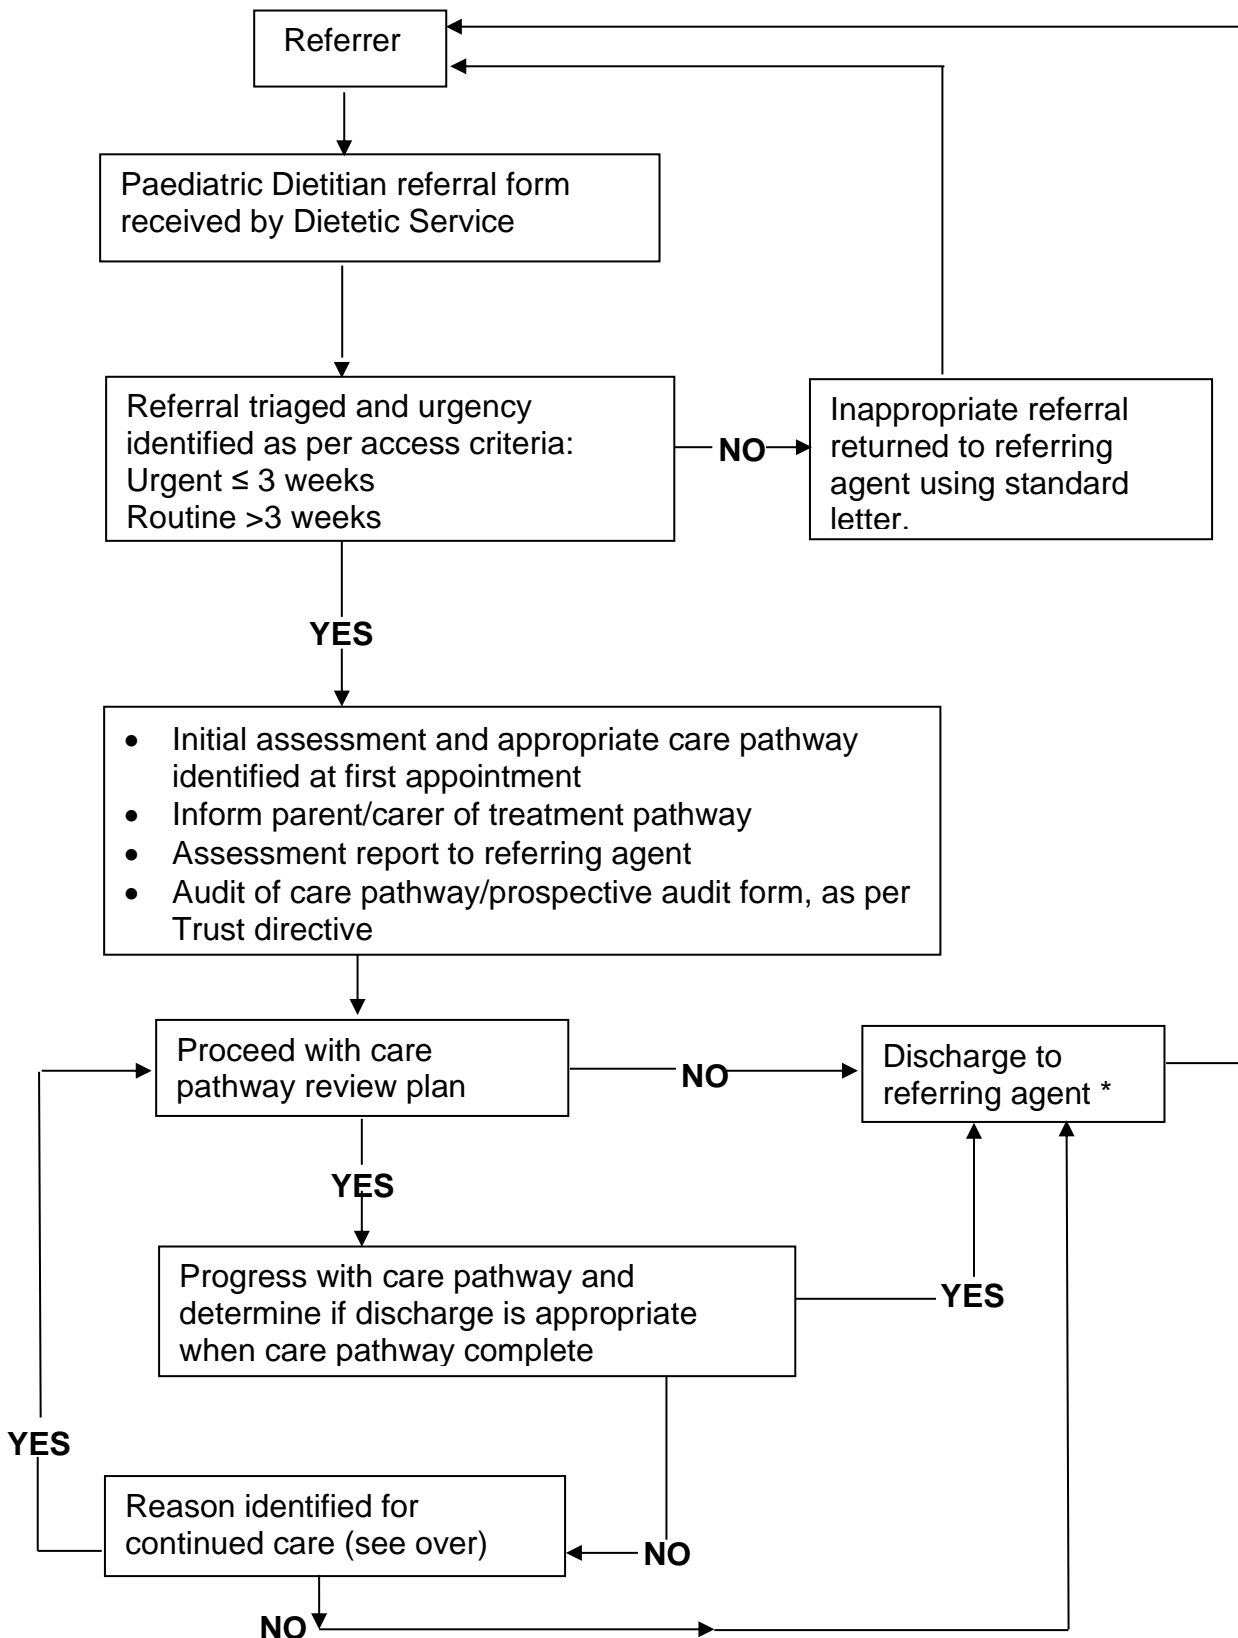 Referrer
Paediatric Dietitian referral form
received by Dietetic Service
Referral triaged and urgency
identified as per access criteria:
Urgent ≤ 3 weeks
Routine >3 weeks
NO
Inappropriate referral
returned to referring
agent using standard
letter.
YES
• Initial assessment and appropriate care pathway
identified at first appointment
• Inform parent/carer of treatment pathway
• Assessment report to referring agent
• Audit of care pathway/prospective audit form, as per
Trust directive
Proceed with care
pathway review plan
NO
Discharge to
referring agent *
YES
Progress with care pathway and
determine if discharge is appropriate
when care pathway complete
YES
YES
Reason identified for
continued care (see over)
NO
NO